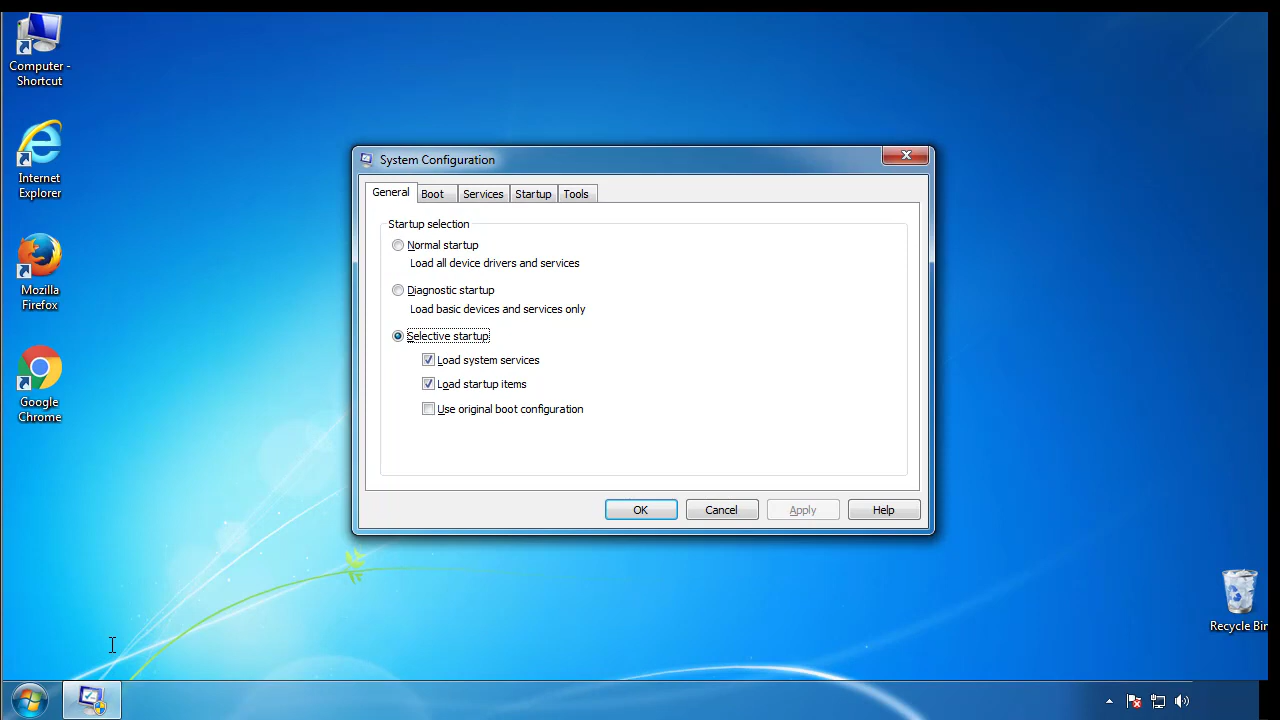 Computer -
Shortcut
Internet
Explorer
Mozilla
Firefox
Google
Chrome
System Configuration
General Boot Services Startup Tools
Startup selection
Normal startup
Load all device drivers and services
Diagnostic startup
Load basic devices and services only
Selective startup
Load system services
Load startup items
Use original boot configuration
OK Cancel Apply Help
Recycle Bin